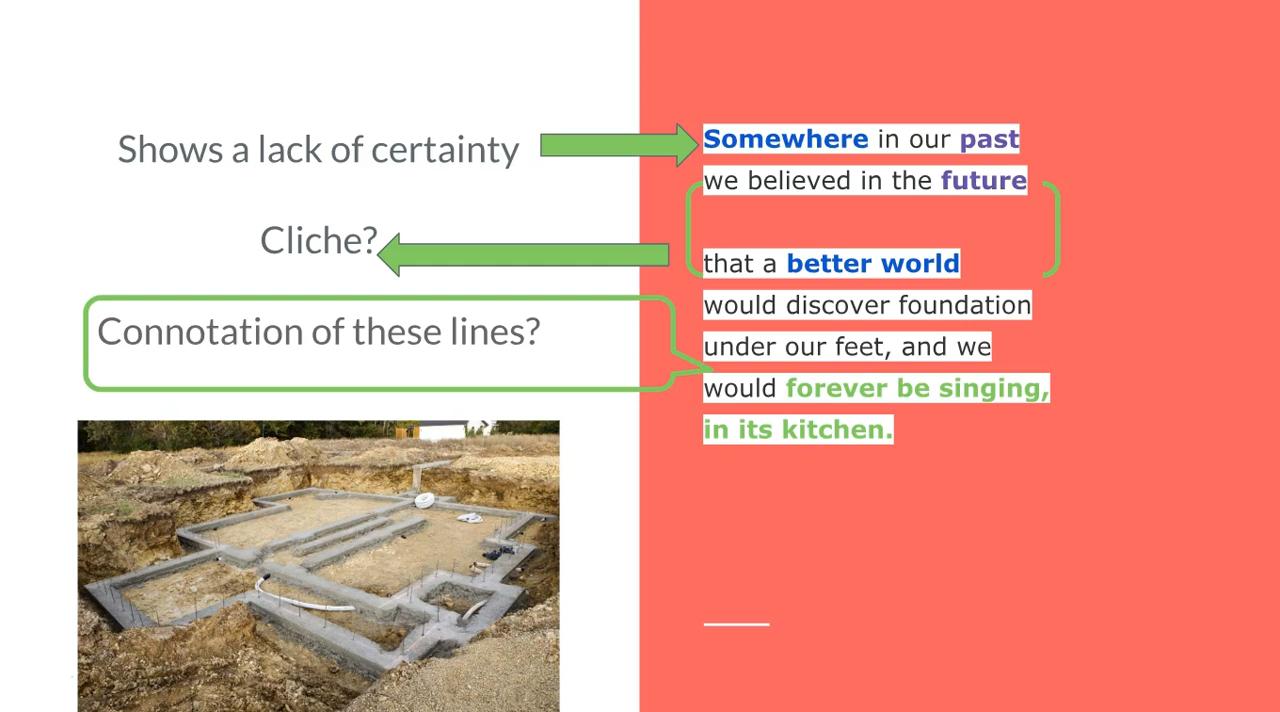 Shows a lack of certainty
Cliche?
Connotation of these lines?
Somewhere in our past
we believed in the future
that a better world
would discover foundation
under our feet, and we
would forever be singing,
in its kitchen.